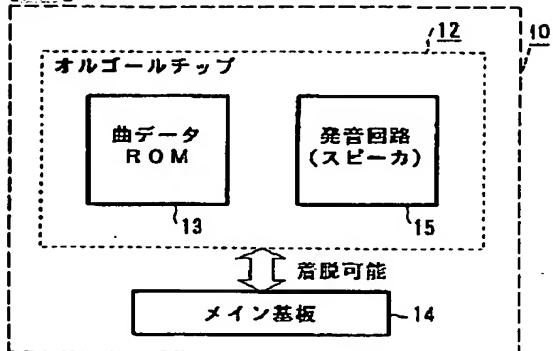 10
12
オルゴールチップ
曲データ
ROM
発音回路
(スピーカ)
13
15
着脱可能
メイン基板
14